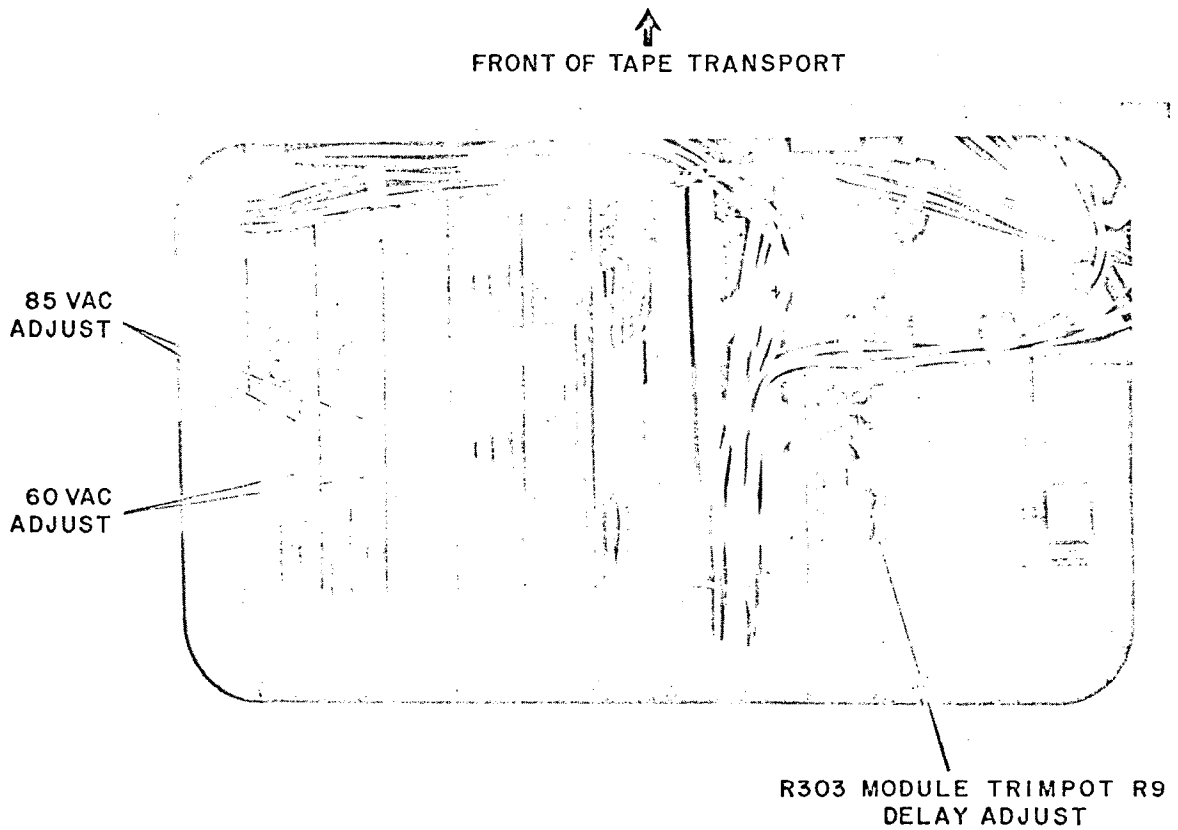 FRONT OF TAPE TRANSPORT
85 VAC
ADJUST
60 VAC
ADJUST
R303 MODULE TRIMPOT R9
DELAY ADJUST